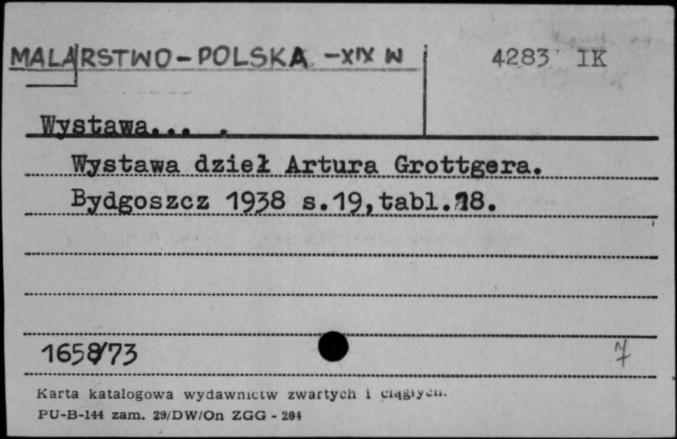 MALARSTWO-POLSKA -XIX W
4283 IK
Wystawa... .
Wystawa dzieł Artura Grottgera.
Bydgoszcz 1938 s.19,tabl.18.
1658/73
7
Karta katalogowa wydawnictw zwartych i ciągłych.
PU-B-144 zam. 29/DW/On ZGG - 204